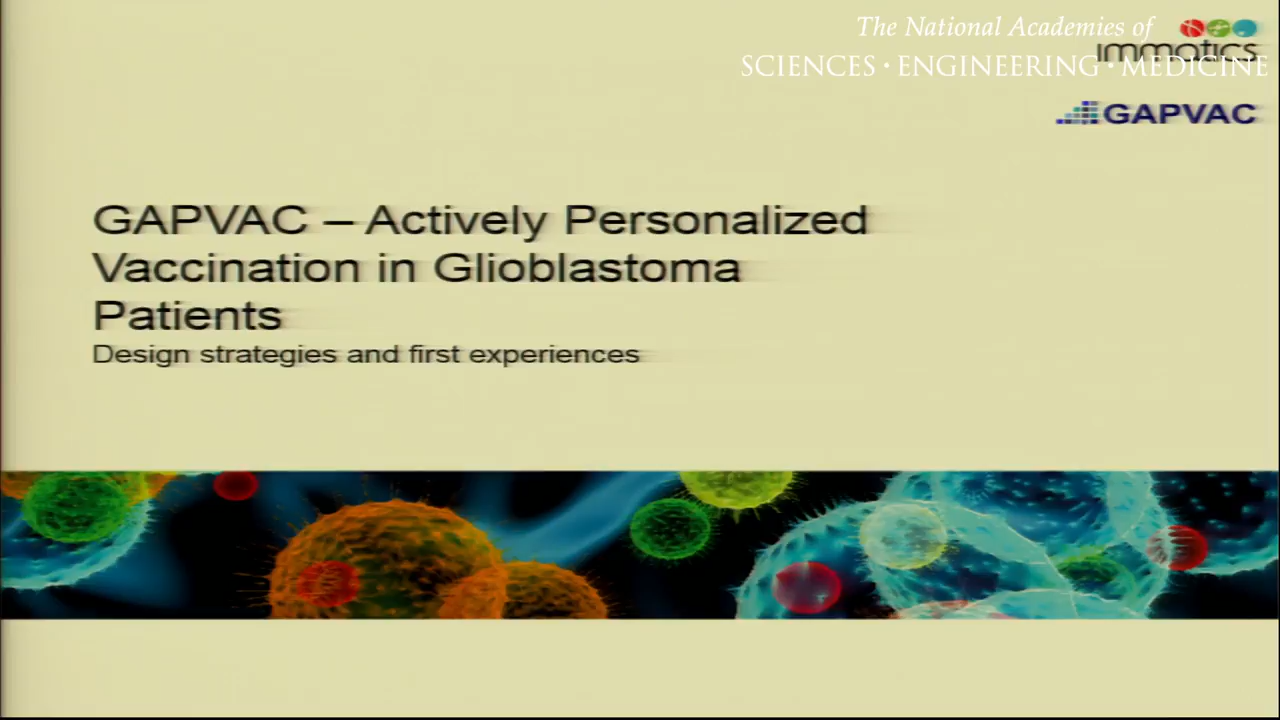 The National Academies of
SCIENCES · ENGINEERING · MEDICINE
immatics
GAPVAC
GAPVAC – Actively Personalized
Vaccination in Glioblastoma
Patients
Design strategies and first experiences